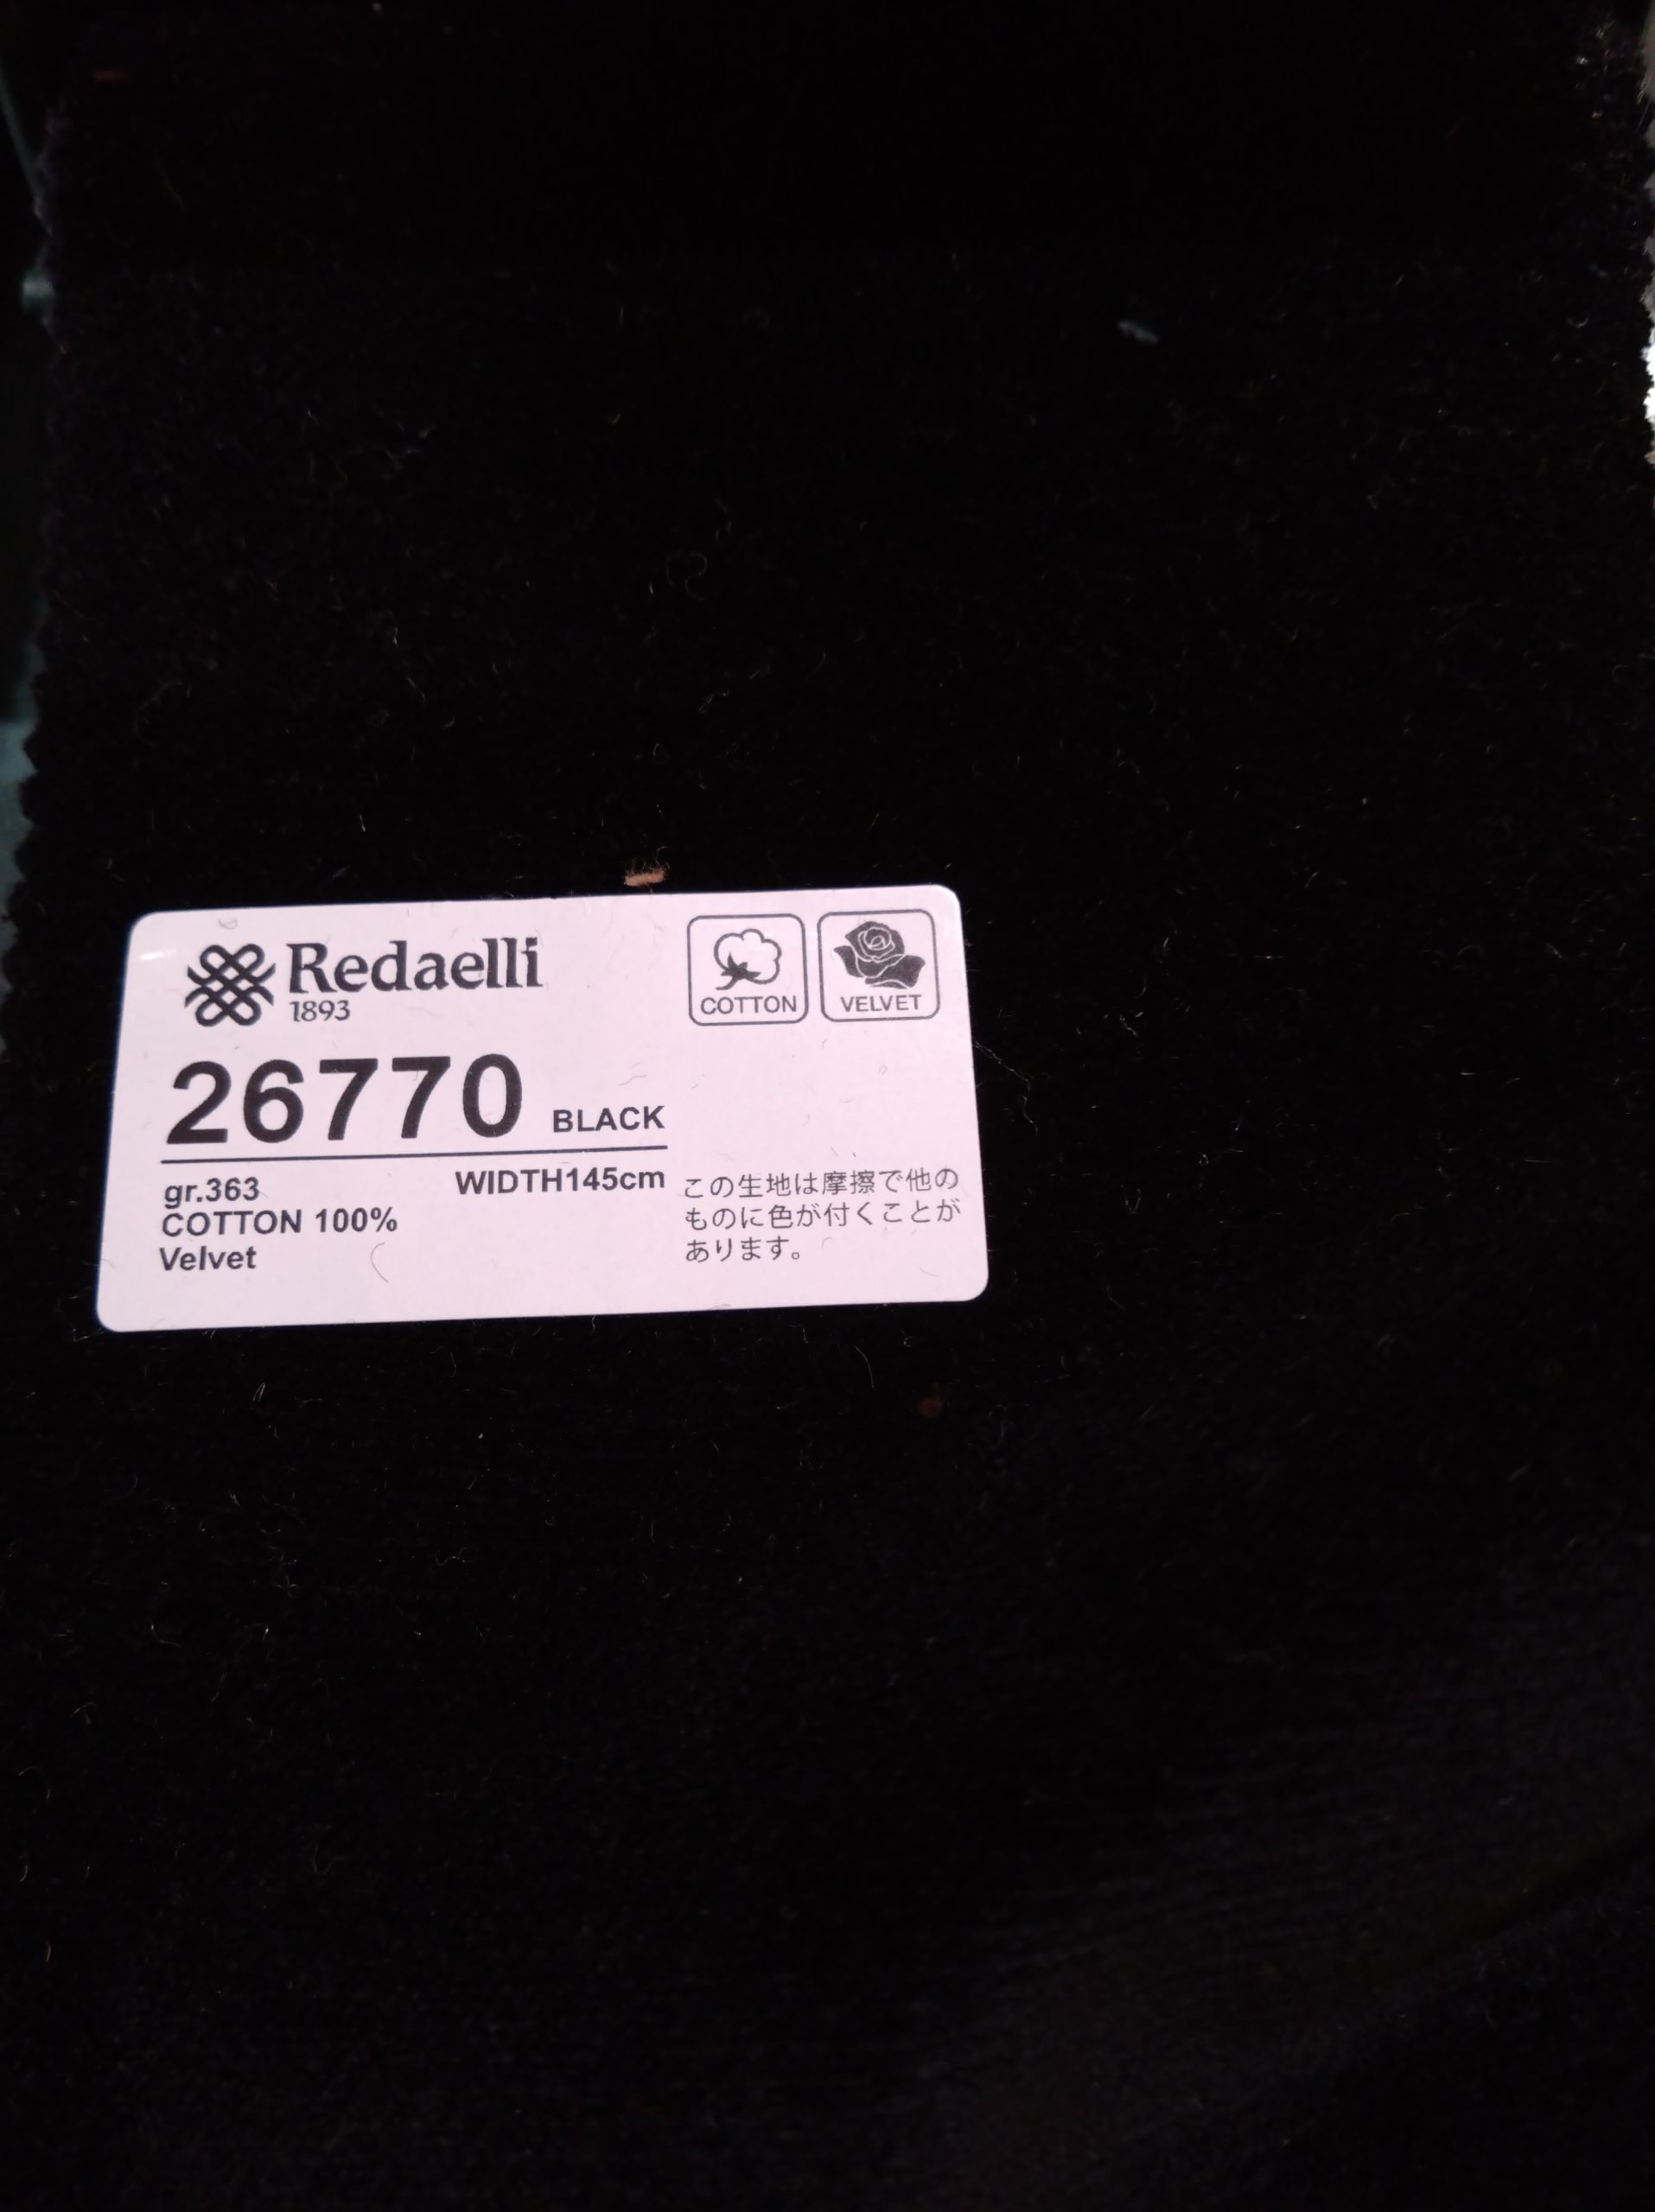 Redaelli
1893
COTTON
VELVET
26770 BLACK
gr.363 WIDTH145cm
COTTON 100%
Velvet
この生地は摩擦で他の
ものに色が付くことが
あります。